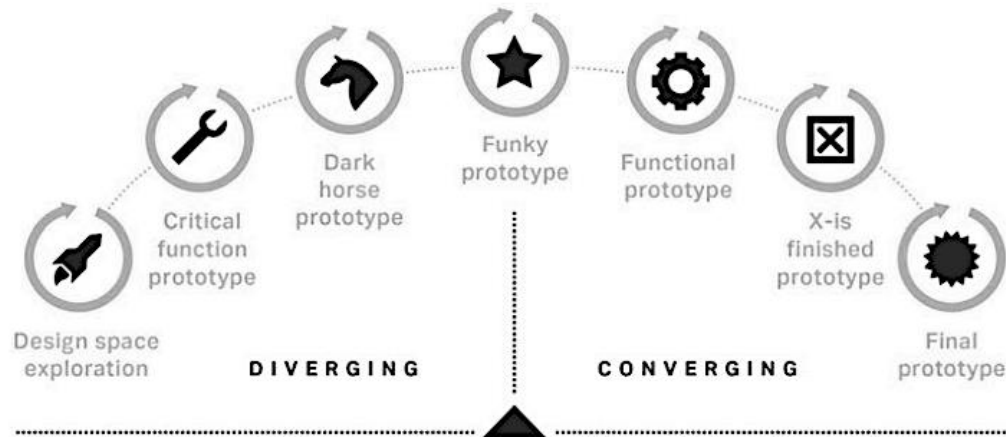 Design space
exploration
Critical
function
prototype
Dark
horse
prototype
Funky
prototype
Functional
prototype
X-is
finished
prototype
Final
prototype
DIVERGING
CONVERGING